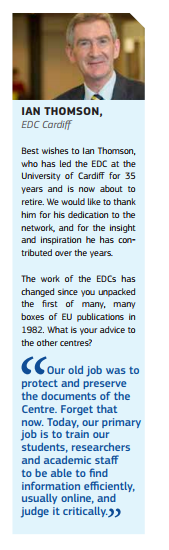 IAN THOMSON,
EDC Cardiff
Best wishes to Ian Thomson,
who has led the EDC at the
University of Cardiff for 35
years and is now about to
retire. We would like to thank
him for his dedication to the
network, and for the insight
and inspiration he has con-
tributed over the years.
The work of the EDCs has
changed since you unpacked
the first of many, many
boxes of EU publications in
1982. What is your advice to
the other centres?
“Our old job was to
protect and preserve
the documents of the
Centre. Forget that
now. Today, our primary
job is to train our
students, researchers
and academic staff
to be able to find
information efficiently,
usually online, and
judge it critically.”